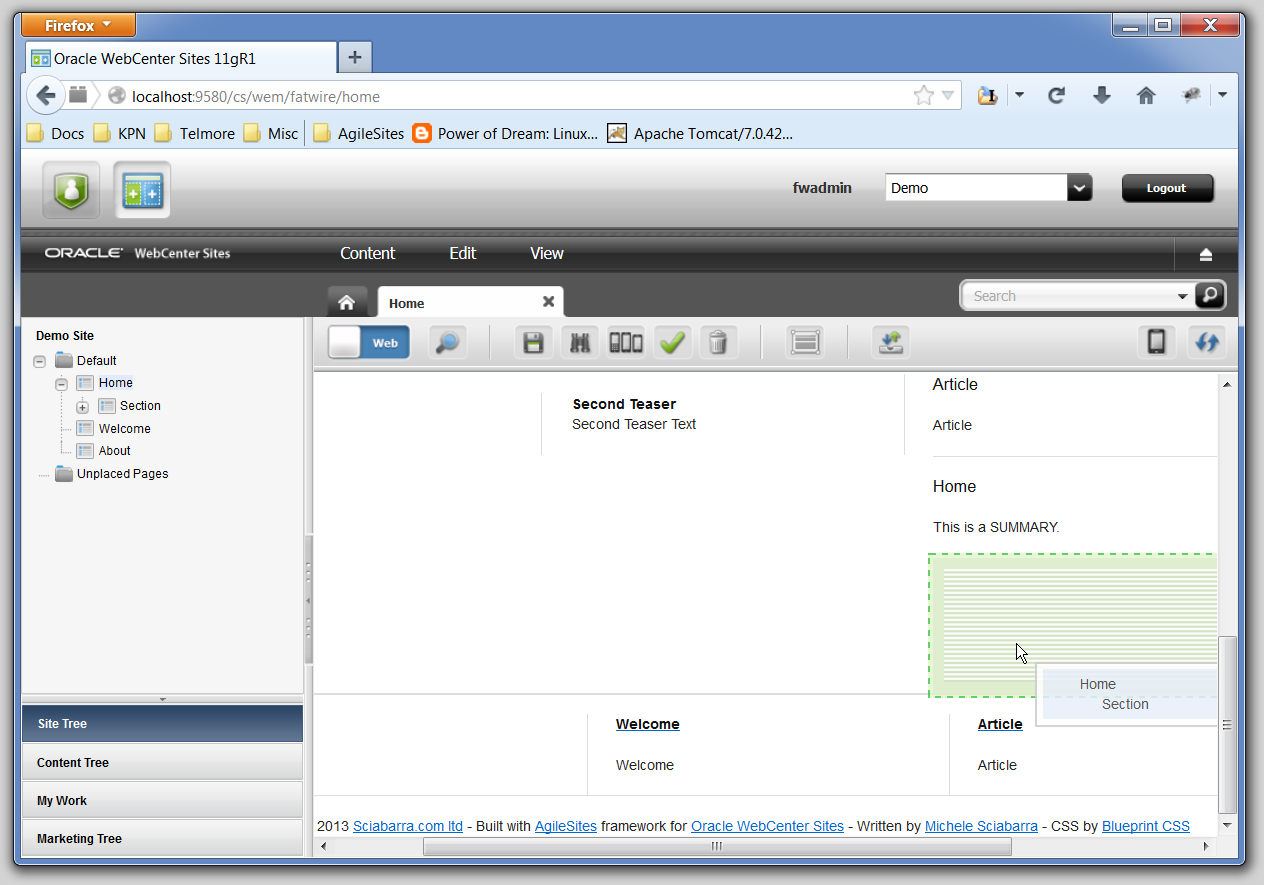 Firefox
Oracle WebCenter Sites 11gR1
localhost:9580/cs/wem/fatwire/home
Docs KPN Telmore Misc AgileSites Power of Dream: Linux... Apache Tomcat/7.0.42...
fwadmin Demo Logout
ORACLE WebCenter Sites Content Edit View
Home Search
Demo Site
Default
Home
Section
Welcome
About
Unplaced Pages
Site Tree
Content Tree
My Work
Marketing Tree
Web
Second Teaser
Second Teaser Text
Article
Article
Home
This is a SUMMARY.
Home
Section
Welcome
Welcome
Article
Article
2013 Sciabarra.com ltd - Built with AgileSites framework for Oracle WebCenter Sites - Written by Michele Sciabarra - CSS by Blueprint CSS